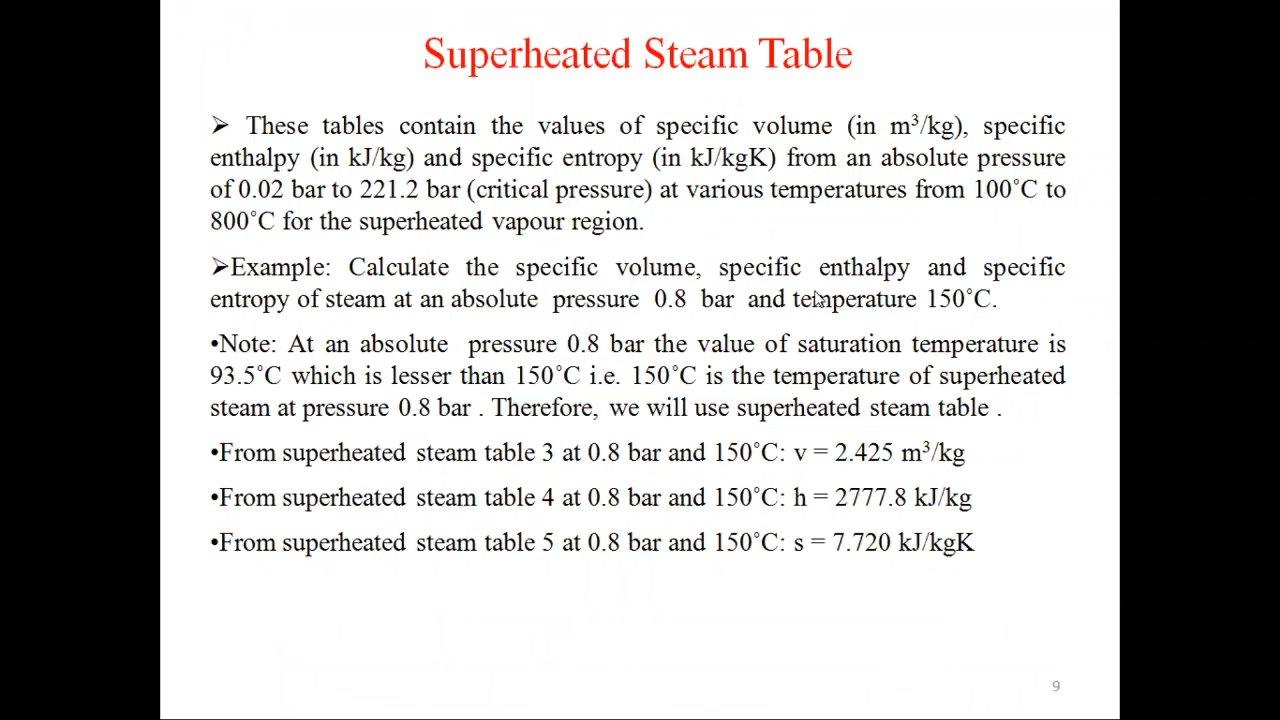 Superheated Steam Table
➢ These tables contain the values of specific volume (in m³/kg), specific
enthalpy (in kJ/kg) and specific entropy (in kJ/kgK) from an absolute pressure
of 0.02 bar to 221.2 bar (critical pressure) at various temperatures from 100˚C to
800˚C for the superheated vapour region.
➢Example: Calculate the specific volume, specific enthalpy and specific
entropy of steam at an absolute pressure 0.8 bar and temperature 150˚C.
•Note: At an absolute pressure 0.8 bar the value of saturation temperature is
93.5˚C which is lesser than 150˚C i.e. 150˚C is the temperature of superheated
steam at pressure 0.8 bar . Therefore, we will use superheated steam table .
•From superheated steam table 3 at 0.8 bar and 150˚C: v = 2.425 m³/kg
•From superheated steam table 4 at 0.8 bar and 150˚C: h = 2777.8 kJ/kg
•From superheated steam table 5 at 0.8 bar and 150˚C: s = 7.720 kJ/kgK
9